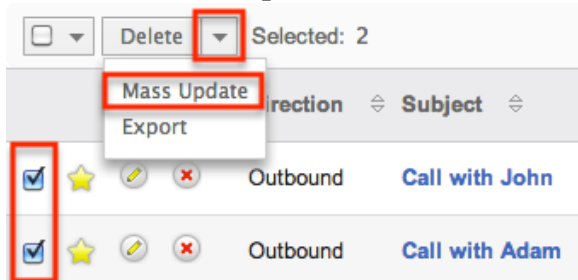 Delete Selected: 2
Mass Update
Export
irection Subject
Outbound Call with John
Outbound Call with Adam